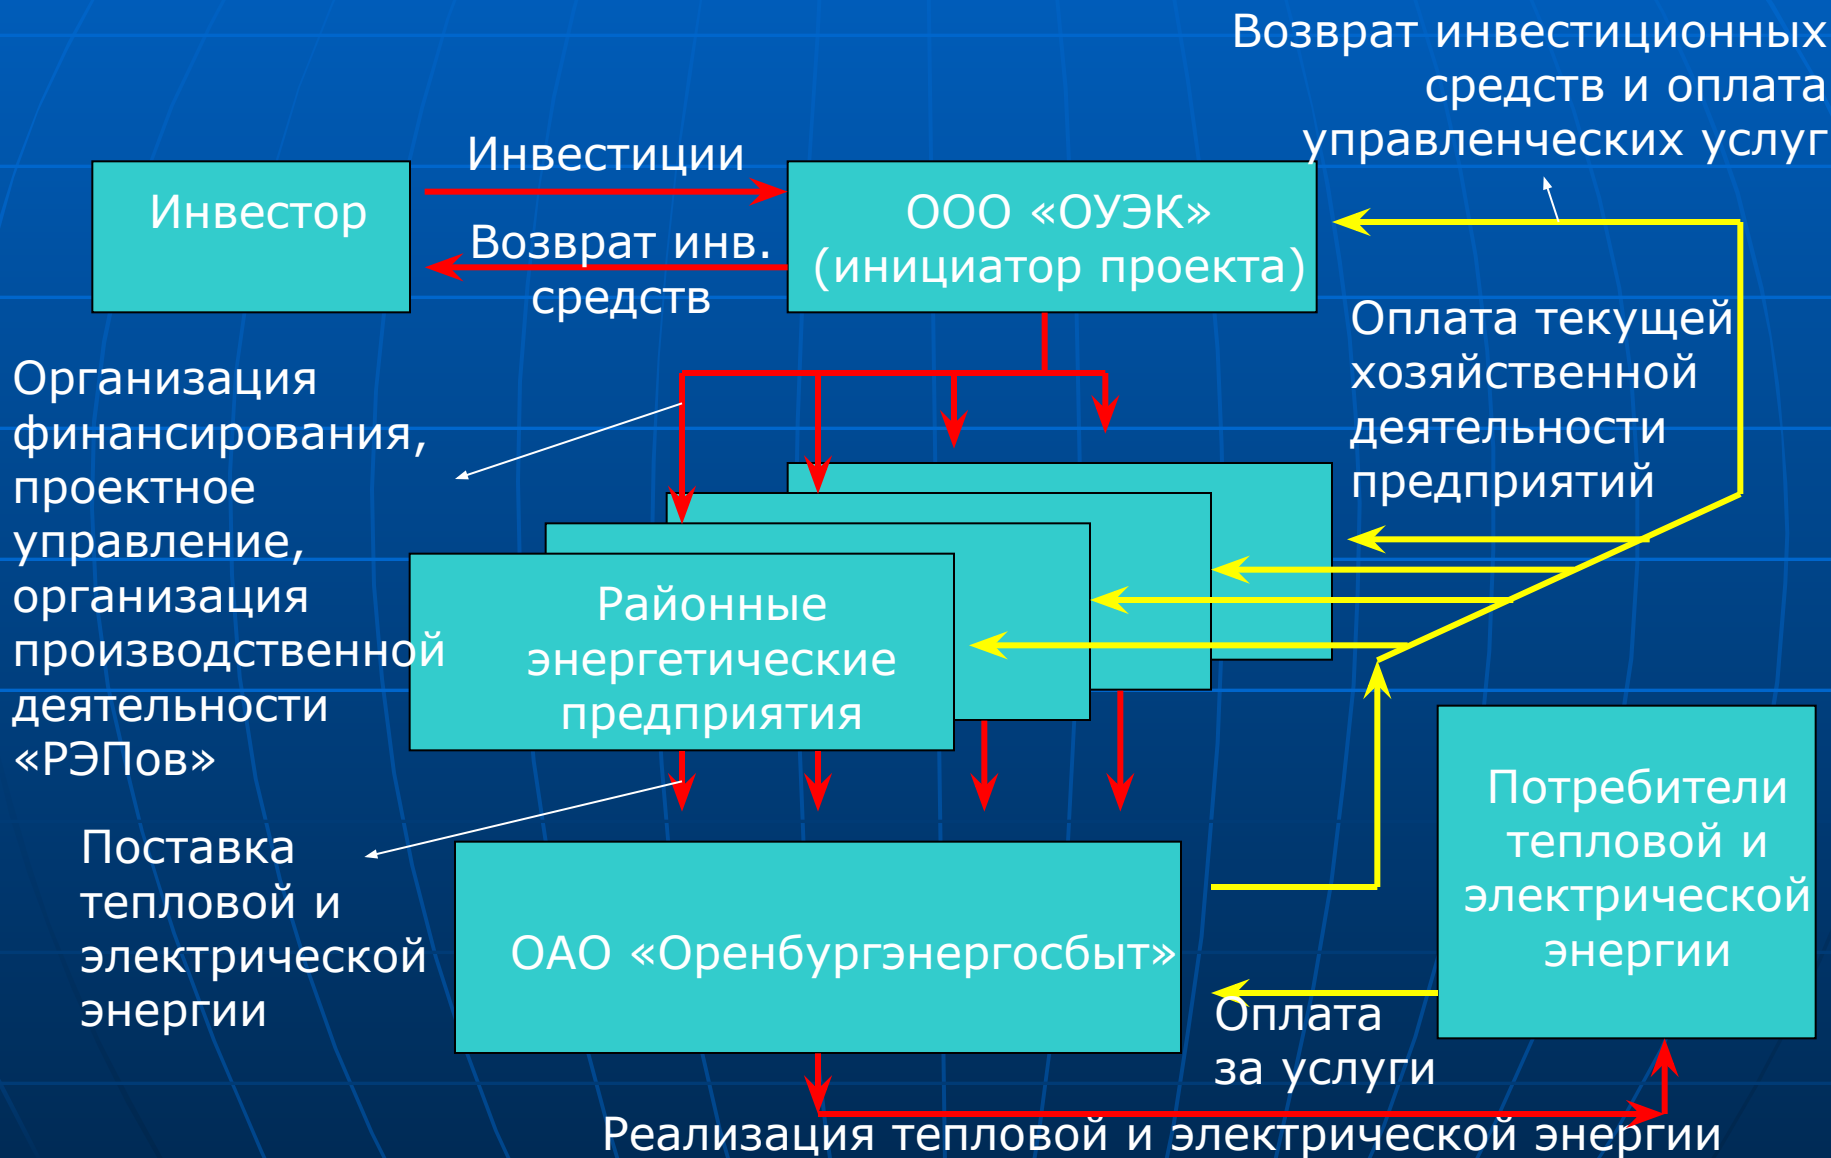 Возврат инвестиционных
средств и оплата
управленческих услуг
Инвестиции
Инвестор
ООО «ОУЭК»
(инициатор проекта)
Возврат инв.
средств
Оплата текущей
хозяйственной
деятельности
предприятий
Организация
финансирования,
проектное
управление,
организация
производственной
деятельности
«РЭПов»
Районные
энергетические
предприятия
Поставка
тепловой и
электрической
энергии
ОАО «Оренбургэнергосбыт»
Потребители
тепловой и
электрической
энергии
Оплата
за услуги
Реализация тепловой и электрической энергии